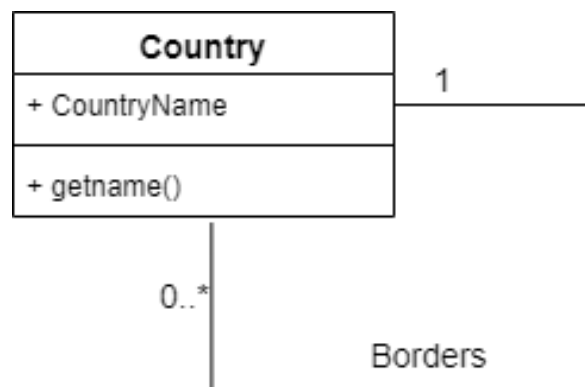 Country
+ CountryName
1
+ getname()
0..*
Borders